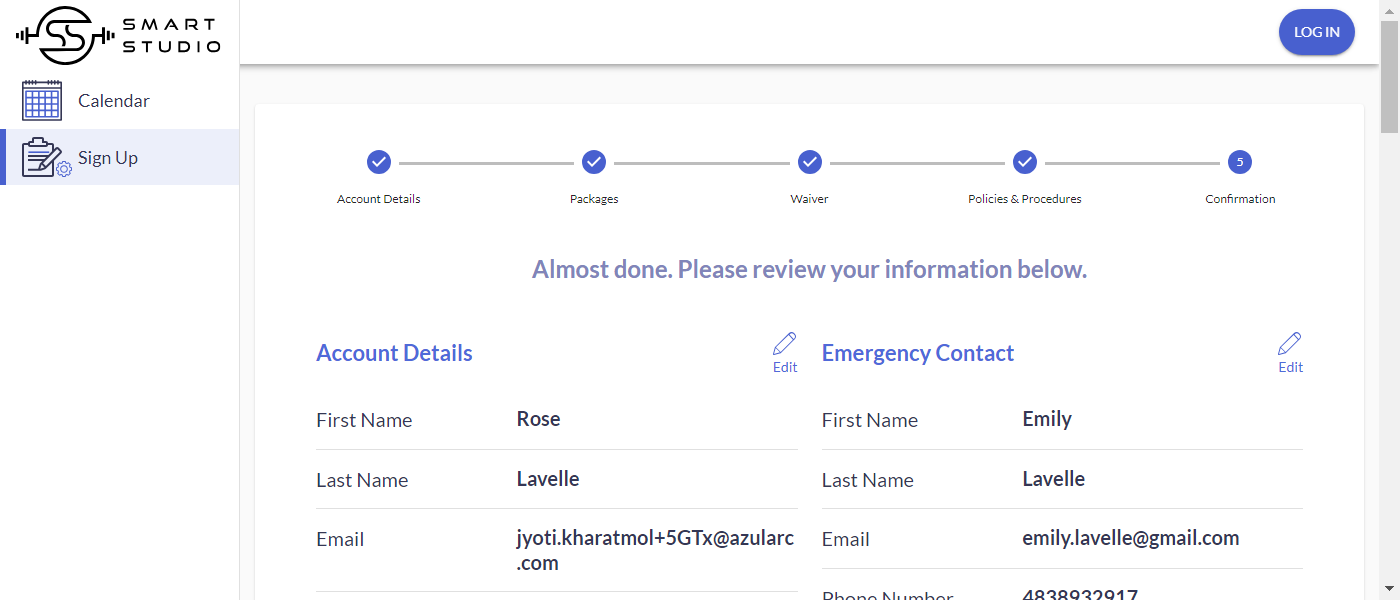 SMART
STUDIO
LOG IN
Calendar
Sign Up
5
Account Details
Packages
Waiver
Policies & Procedures
Confirmation
Almost done. Please review your information below.
Account Details
Edit
Emergency Contact
Edit
First Name Rose
First Name Emily
Last Name Lavelle
Last Name Lavelle
Email jyoti.kharatmol+5GTx@azularc
.com
Email emily.lavelle@gmail.com
Phone Number 4838932917